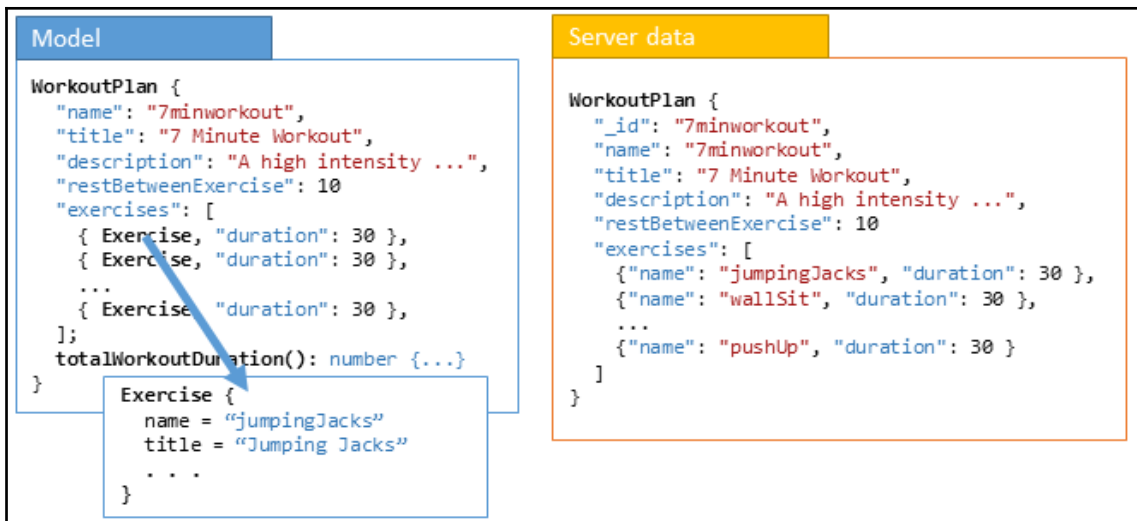 Model
WorkoutPlan {
"name": "7minworkout",
"title": "7 Minute Workout",
"description": "A high intensity ...",
"restBetweenExercise": 10
"exercises": [
{ Exercise, "duration": 30 },
{ Exercise, "duration": 30 },
...
{ Exercise, "duration": 30 },
];
totalWorkoutDuration(): number {...}
}
Exercise {
name = “jumpingJacks”
title = “Jumping Jacks”
. . .
}
Server data
WorkoutPlan {
"_id": "7minworkout",
"name": "7minworkout",
"title": "7 Minute Workout",
"description": "A high intensity ...",
"restBetweenExercise": 10
"exercises": [
{"name": "jumpingJacks", "duration": 30 },
{"name": "wallSit", "duration": 30 },
...
{"name": "pushUp", "duration": 30 }
]
}